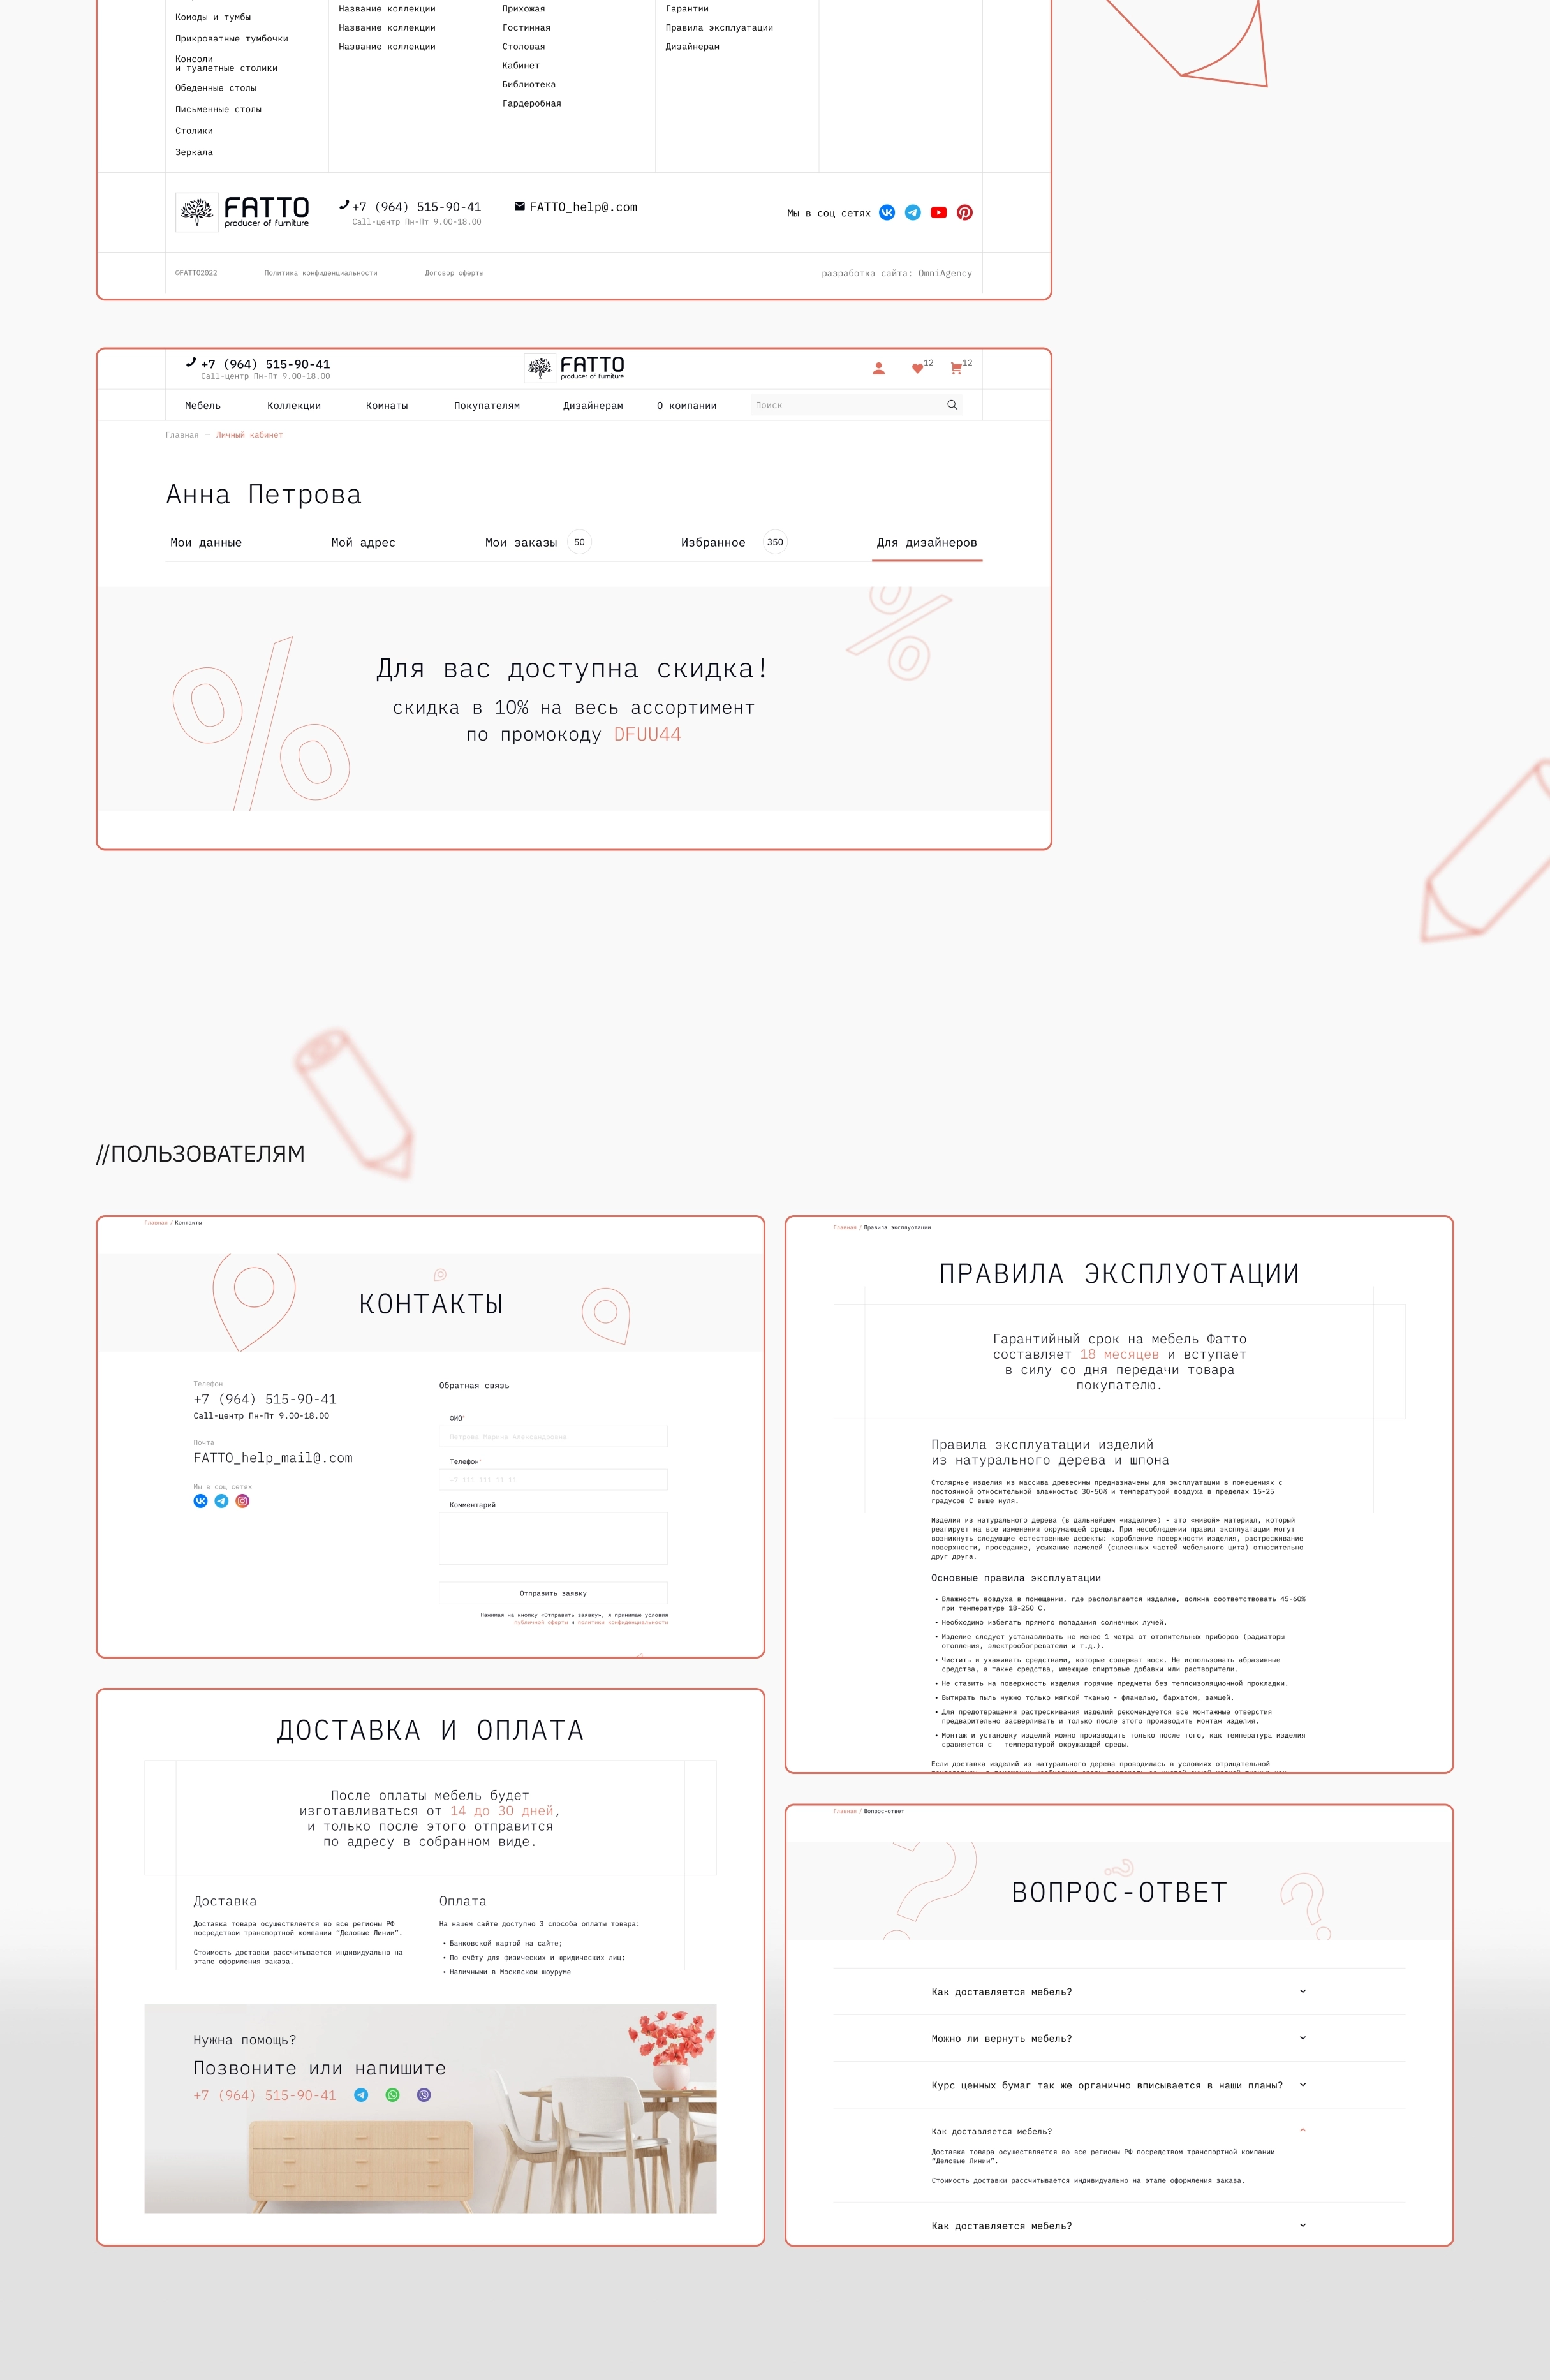 Комоды и тумбы
Прикроватные тумбочки
Консоли
и туалетные столики
Обеденные столы
Письменные столы
Столики
Зеркала
Название коллекции
Название коллекции
Название коллекции
Прихожая
Гостинная
Столовая
Кабинет
Библиотека
Гардеробная
Гарантии
Правила эксплуатации
Дизайнерам
FATTO
producer of furniture
+7 (964) 515-90-41
Call-центр Пн-Пт 9.00-18.00
FATTO_help@.com
Мы в соц сетях
©FATTO2022
Политика конфиденциальности
Договор оферты
разработка сайта: OmniAgency
+7 (964) 515-90-41
Call-центр Пн-Пт 9.00-18.00
FATTO
producer of furniture
12
12
Мебель
Коллекции
Комнаты
Покупателям
Дизайнерам
О компании
Поиск
Главная — Личный кабинет
Анна Петрова
Мои данные
Мой адрес
Мои заказы 50
Избранное 350
Для дизайнеров
Для вас доступна скидка!
скидка в 10% на весь ассортимент
по промокоду DFUU44
//ПОЛЬЗОВАТЕЛЯМ
Главная / Контакты
КОНТАКТЫ
Телефон
+7 (964) 515-90-41
Call-центр Пн-Пт 9.00-18.00
Почта
FATTO_help_mail@.com
Мы в соц сетях
Обратная связь
ФИО*
Петрова Марина Александровна
Телефон*
+7 111 111 11 11
Комментарий
Отправить заявку
Нажимая на кнопку «Отправить заявку», я принимаю условия
публичной оферты и политики конфиденциальности
ДОСТАВКА И ОПЛАТА
После оплаты мебель будет
изготавливаться от 14 до 30 дней,
и только после этого отправится
по адресу в собранном виде.
Доставка
Доставка товара осуществляется во все регионы РФ
посредством транспортной компании “Деловые Линии”.
Стоимость доставки рассчитывается индивидуально на
этапе оформления заказа.
Оплата
На нашем сайте доступно 3 способа оплаты товара:
• Банковской картой на сайте;
• По счёту для физических и юридических лиц;
• Наличными в Москвском шоуруме
Нужна помощь?
Позвоните или напишите
+7 (964) 515-90-41
Главная / Правила эксплуотации
ПРАВИЛА ЭКСПЛУОТАЦИИ
Гарантийный срок на мебель Фатто
составляет 18 месяцев и вступает
в силу со дня передачи товара
покупателю.
Правила эксплуатации изделий
из натурального дерева и шпона
Столярные изделия из массива древесины предназначены для эксплуатации в помещениях с
постоянной относительной влажностью 30-50% и температурой воздуха в пределах 15-25
градусов С выше нуля.
Изделия из натурального дерева (в дальнейшем «изделие») - это «живой» материал, который
реагирует на все изменения окружающей среды. При несоблюдении правил эксплуатации могут
возникнуть следующие естественные дефекты: коробление поверхности изделия, растрескивание
поверхности, проседание, усыхание ламелей (склеенных частей мебельного щита) относительно
друг друга.
Основные правила эксплуатации
• Влажность воздуха в помещении, где располагается изделие, должна соответствовать 45-60%
при температуре 18-25О С.
• Необходимо избегать прямого попадания солнечных лучей.
• Изделие следует устанавливать не менее 1 метра от отопительных приборов (радиаторы
отопления, электрообогреватели и т.д.).
• Чистить и ухаживать средствами, которые содержат воск. Не использовать абразивные
средства, а также средства, имеющие спиртовые добавки или растворители.
• Не ставить на поверхность изделия горячие предметы без теплоизоляционной прокладки.
• Вытирать пыль нужно только мягкой тканью - фланелью, бархатом, замшей.
• Для предотвращения растрескивания изделий рекомендуется все монтажные отверстия
предварительно засверливать и только после этого производить монтаж изделия.
• Монтаж и установку изделий можно производить только после того, как температура изделия
сравняется с температурой окружающей среды.
Если доставка изделий из натурального дерева проводилась в условиях отрицательной
Главная / Вопрос-ответ
ВОПРОС-ОТВЕТ
Как доставляется мебель?
Можно ли вернуть мебель?
Курс ценных бумаг так же органично вписывается в наши планы?
Как доставляется мебель?
Доставка товара осуществляется во все регионы РФ посредством транспортной компании
“Деловые Линии”.
Стоимость доставки рассчитывается индивидуально на этапе оформления заказа.
Как доставляется мебель?